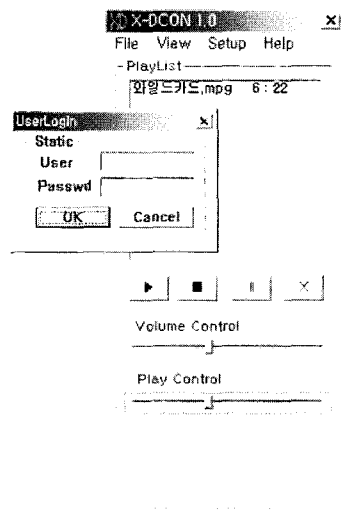 X-DCON 1.0
File View Setup Help
PlayList
와일드카드,mpg 6 : 22
UserLogin
Static
User
Passwd
OK Cancel
Volume Control
Play Control